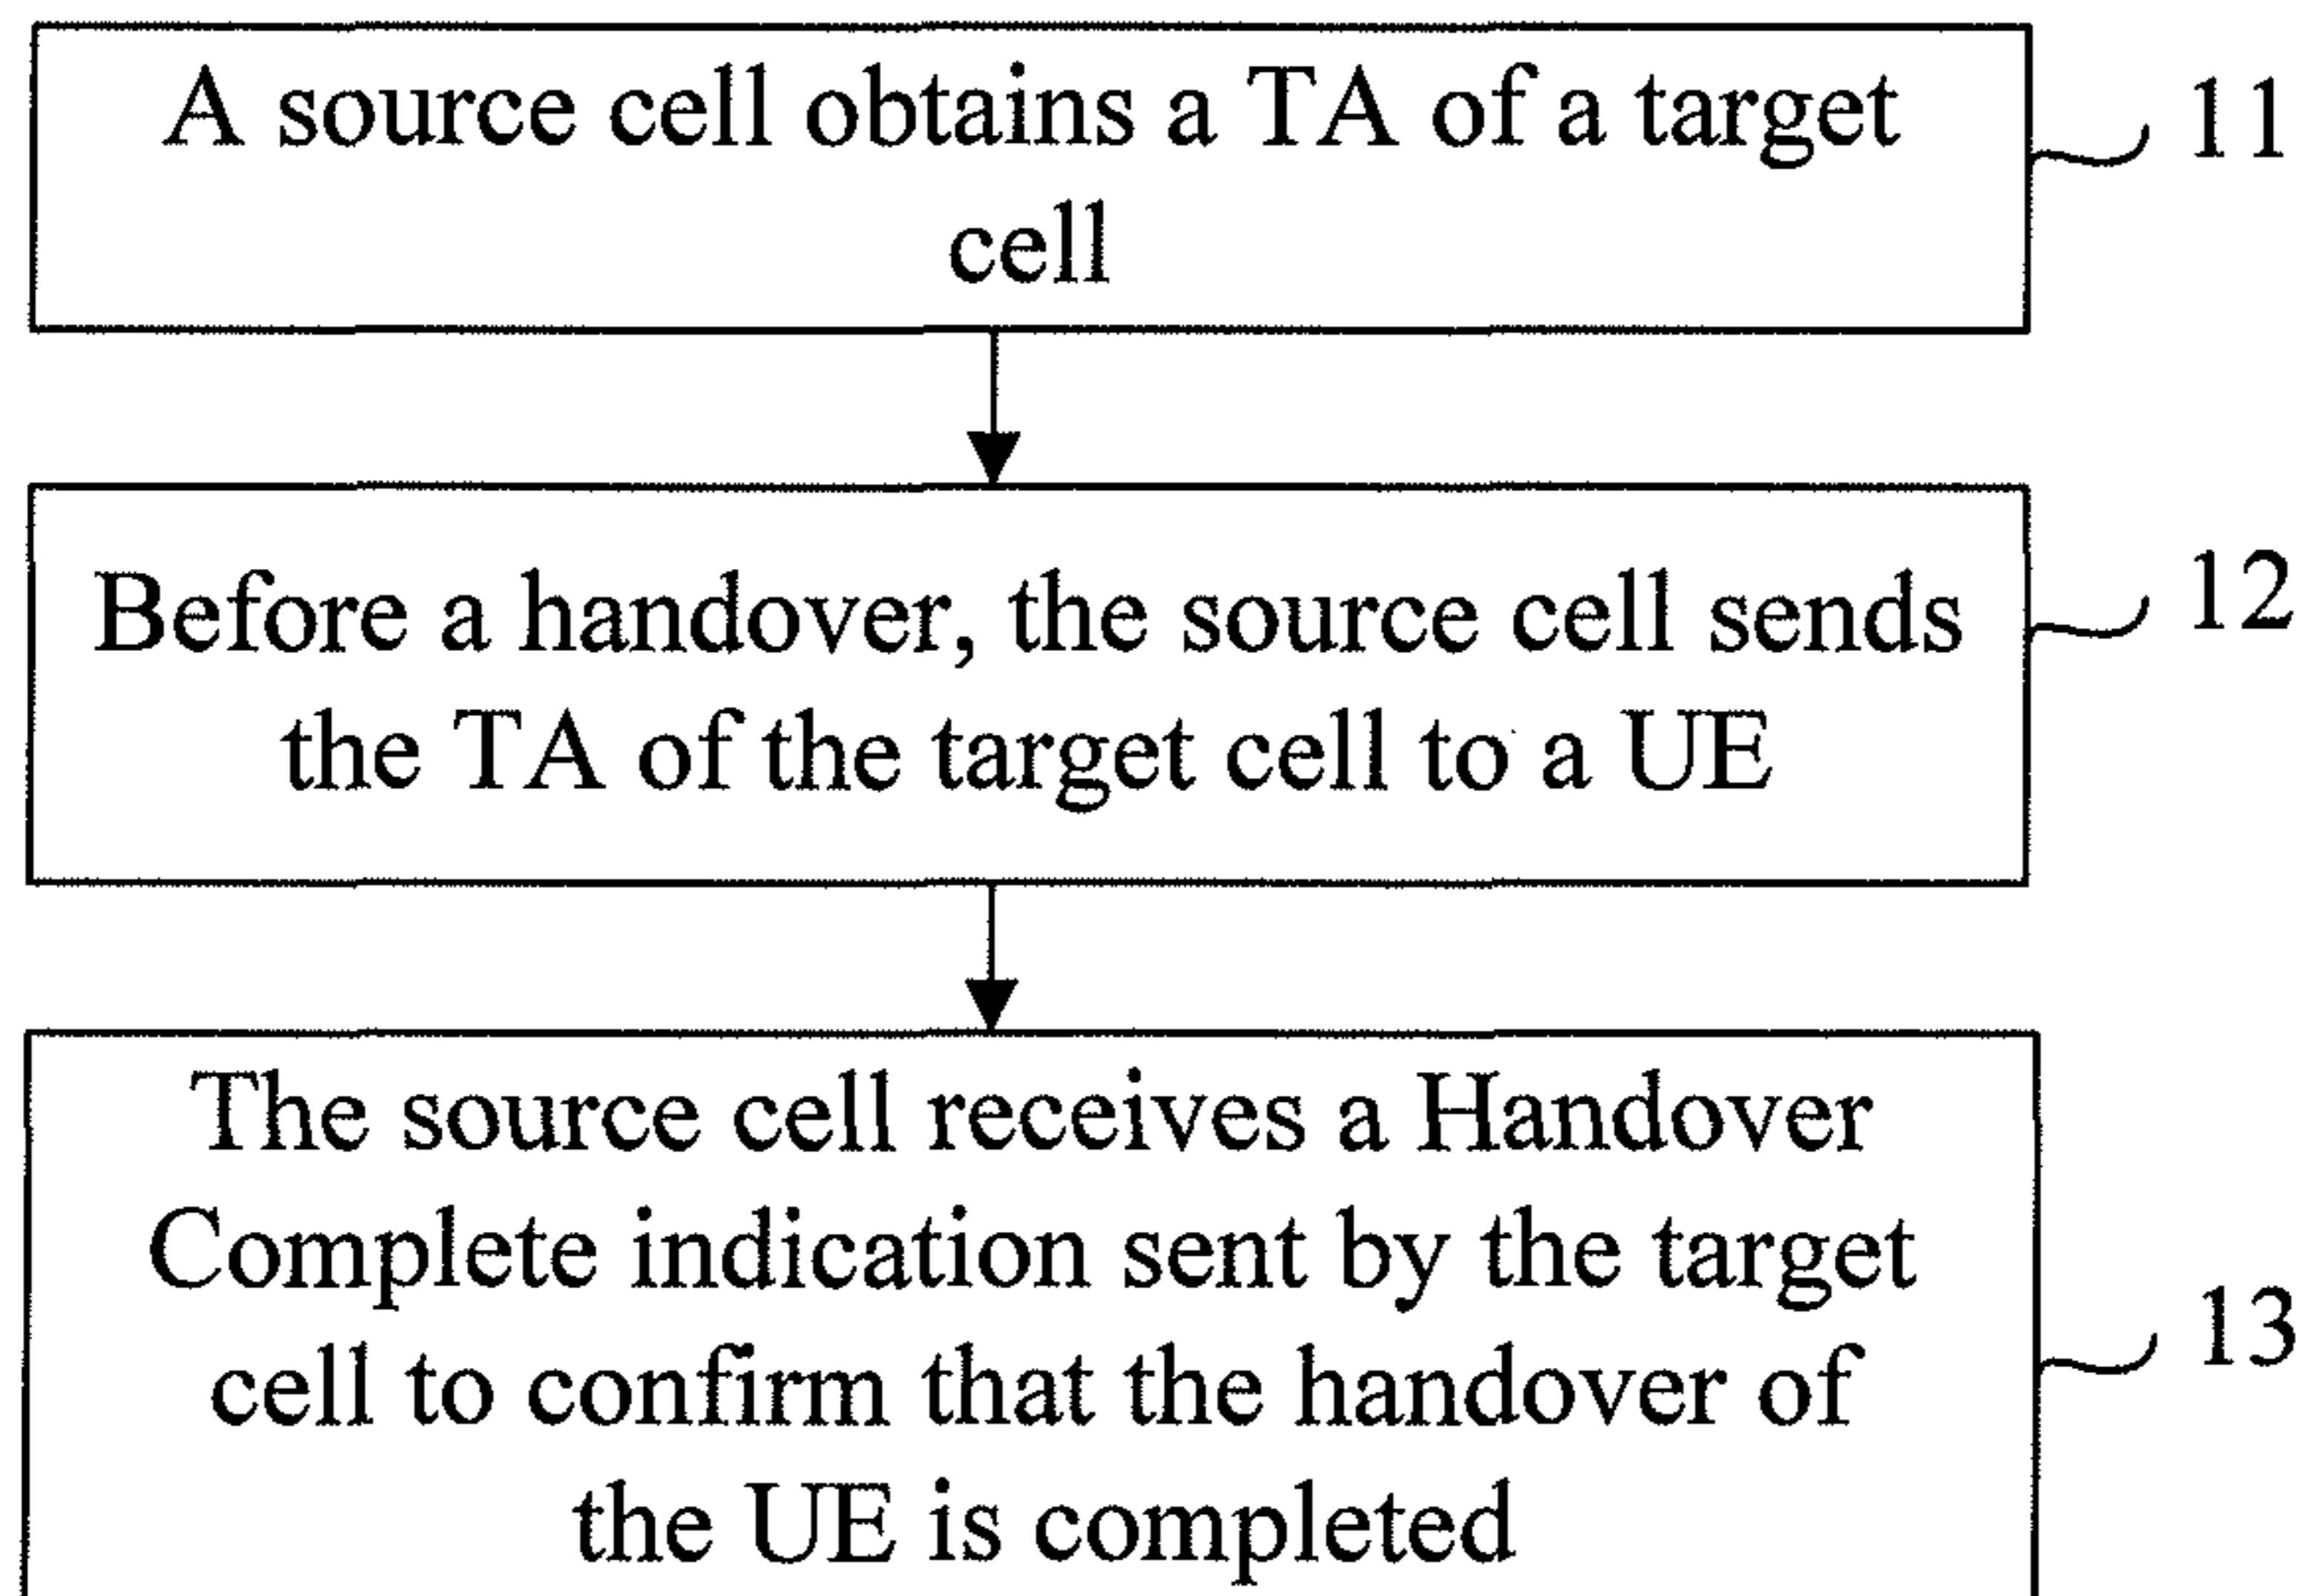 A source cell obtains a TA of a target
cell
11
Before a handover, the source cell sends
the TA of the target cell to a UE
12
The source cell receives a Handover
Complete indication sent by the target
cell to confirm that the handover of
the UE is completed
13